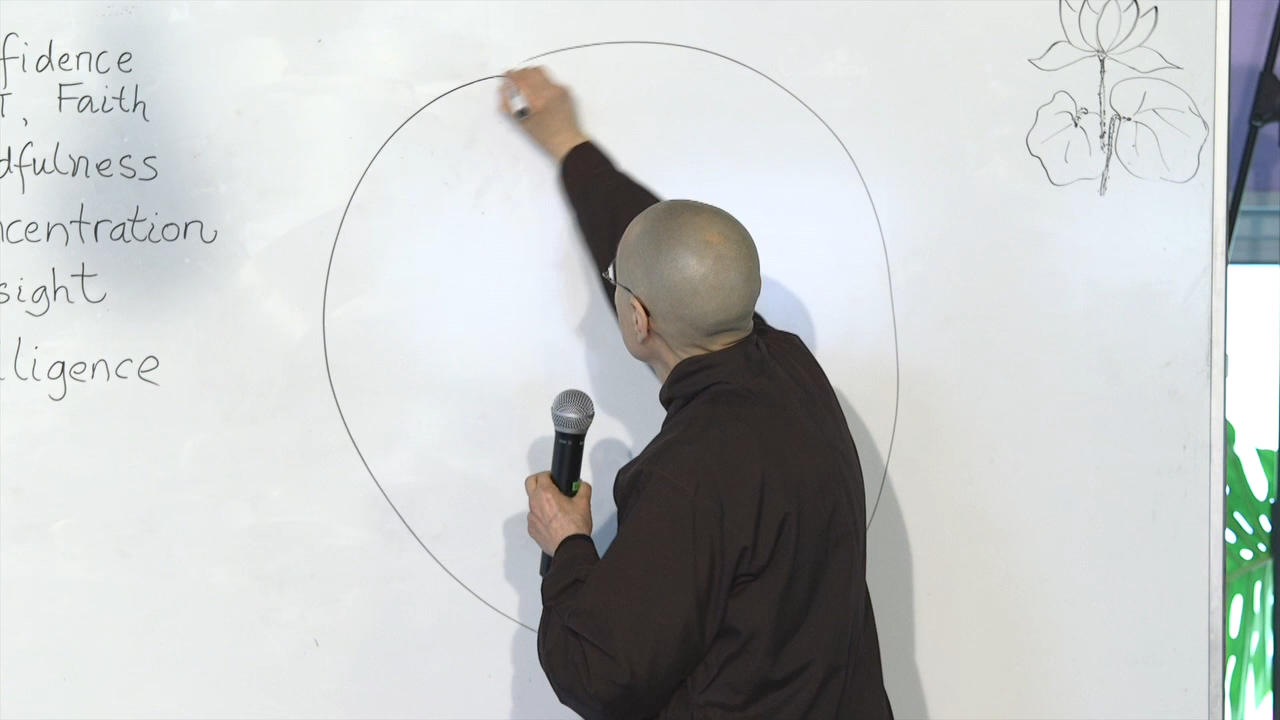 fidence
T, Faith
dfulness
ncentration
sight
lligence